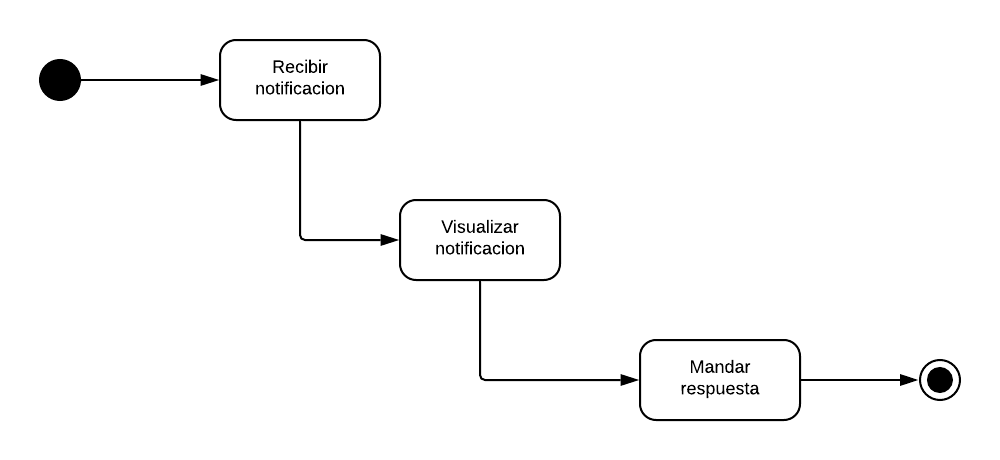 Recibir
notificacion
Visualizar
notificacion
Mandar
respuesta